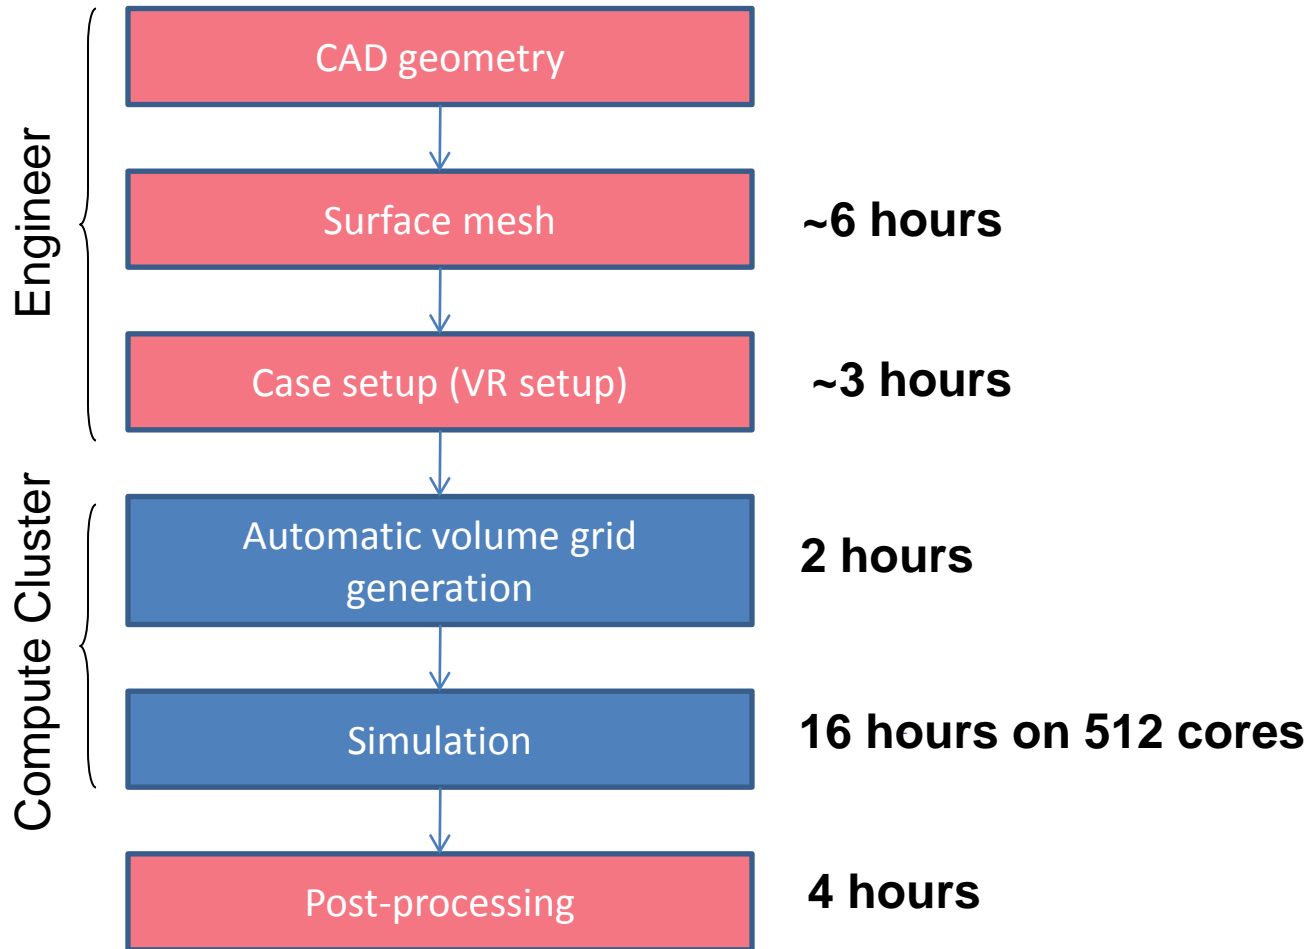 Engineer
CAD geometry
Surface mesh
~6 hours
Case setup (VR setup)
~3 hours
Compute Cluster
Automatic volume grid
generation
2 hours
Simulation
16 hours on 512 cores
Post-processing
4 hours